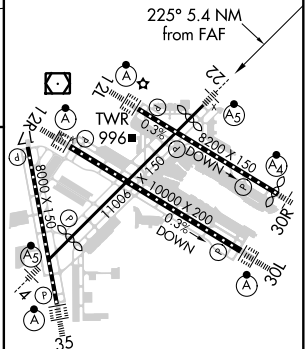 225° 5.4 NM
from FAF
A
12L
22
A
P
A5
TWR
996
0.3%
8200 X 150
12R
P
P
DOWN
P
A4
30R
17
P
8000 X 150
P
11006 X 150
10000 X 200
0.3%
DOWN
P
A5
4
P
A
30L
A
35